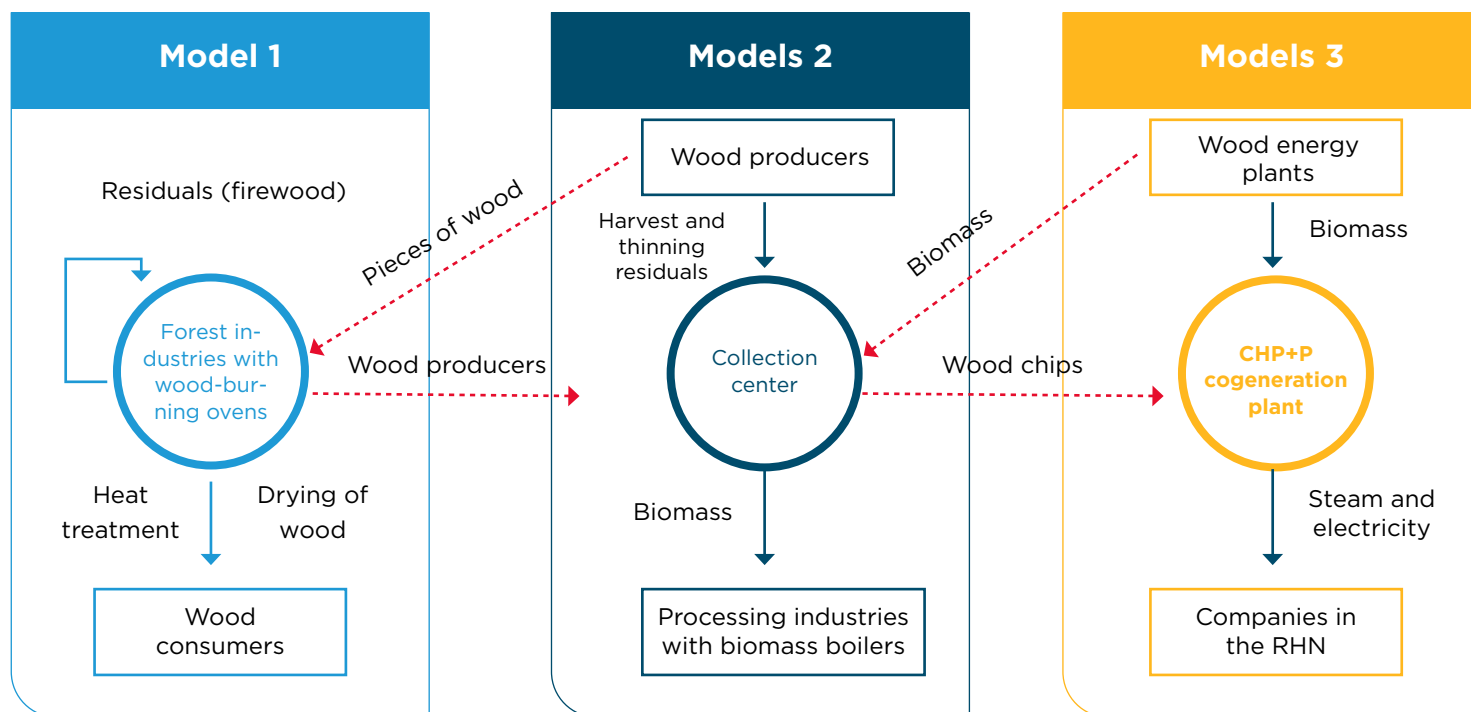 Model 1
Residuals (firewood)
Forest in-
dustries with
wood-bur-
ning ovens
Heat
treatment
Drying of
wood
Wood
consumers
Pieces of wood
Wood producers
Models 2
Wood producers
Harvest and
thinning
residuals
Collection
center
Biomass
Processing industries
with biomass boilers
Biomass
Wood chips
Models 3
Wood energy
plants
Biomass
CHP+P
cogeneration
plant
Steam and
electricity
Companies in
the RHN